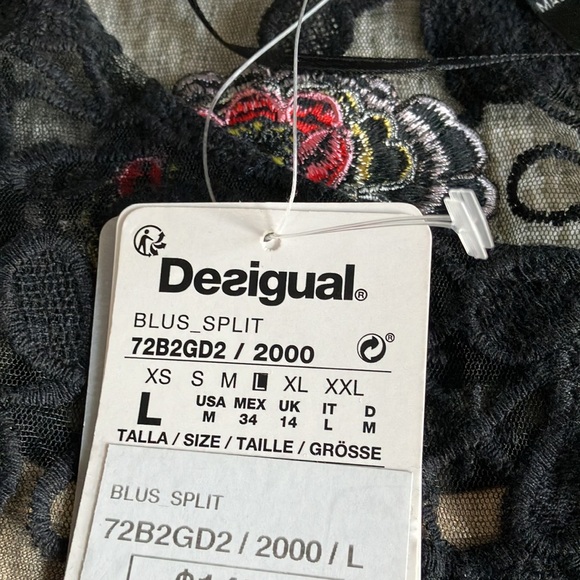 Desigual®
BLUS_SPLIT
72B2GD2 / 2000
®
XS S M L XL XXL
L
USA MEX UK IT D
M 34 14 L M
TALLA / SIZE / TAILLE / GRÖSSE
BLUS_SPLIT
72B2GD2 / 2000 / L